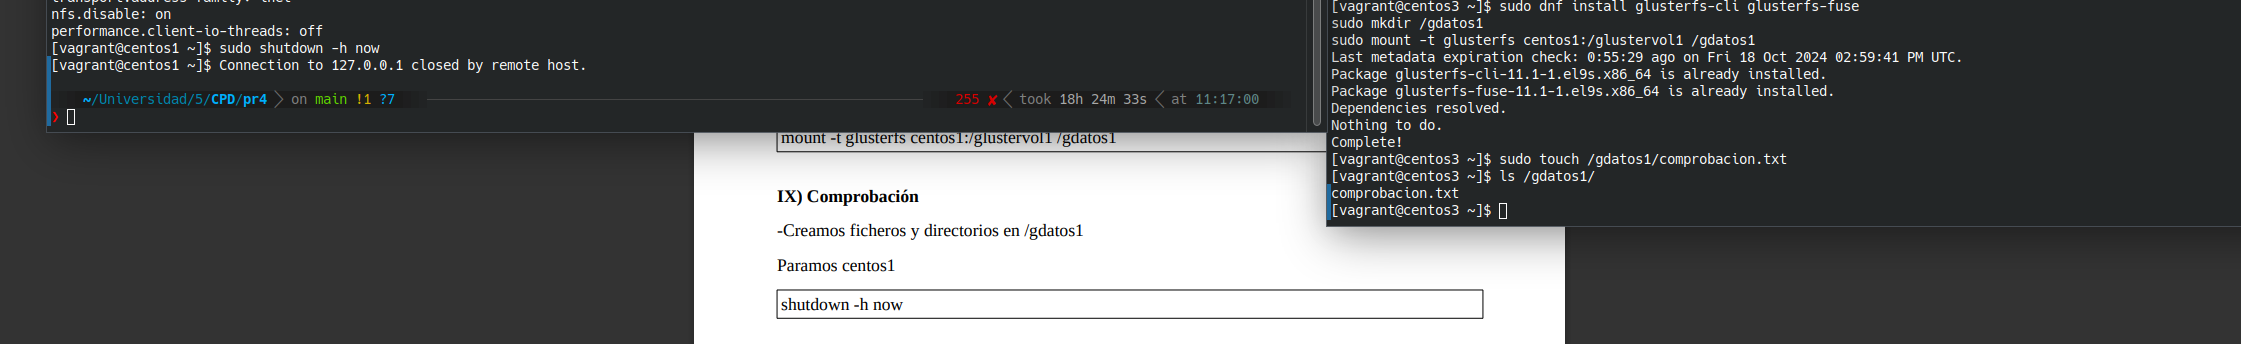 transport.address-family: inet
nfs.disable: on
performance.client-io-threads: off
[vagrant@centos1 ~]$ sudo shutdown -h now
[vagrant@centos1 ~]$ Connection to 127.0.0.1 closed by remote host.
~/Universidad/5/CPD/pr4 on main !1 ?7 255 ✘ took 18h 24m 33s at 11:17:00
❯
mount -t glusterfs centos1:/glustervol1 /gdatos1
IX) Comprobación
-Creamos ficheros y directorios en /gdatos1
Paramos centos1
shutdown -h now
[vagrant@centos3 ~]$ sudo dnf install glusterfs-cli glusterfs-fuse
sudo mkdir /gdatos1
sudo mount -t glusterfs centos1:/glustervol1 /gdatos1
Last metadata expiration check: 0:55:29 ago on Fri 18 Oct 2024 02:59:41 PM UTC.
Package glusterfs-cli-11.1-1.el9s.x86_64 is already installed.
Package glusterfs-fuse-11.1-1.el9s.x86_64 is already installed.
Dependencies resolved.
Nothing to do.
Complete!
[vagrant@centos3 ~]$ sudo touch /gdatos1/comprobacion.txt
[vagrant@centos3 ~]$ ls /gdatos1/
comprobacion.txt
[vagrant@centos3 ~]$